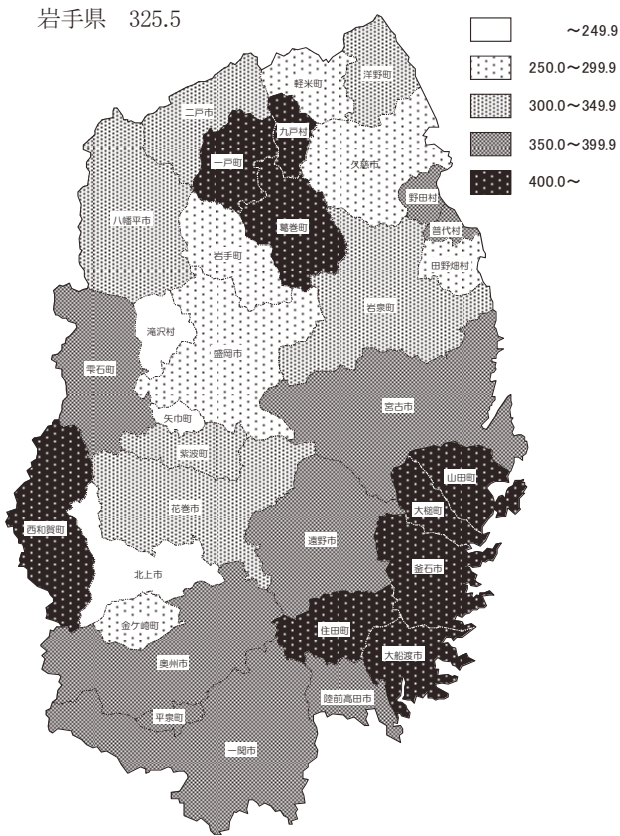 岩手県 325.5
～249.9
250.0～299.9
300.0～349.9
350.0～399.9
400.0～
洋野町
軽米町
二戸市
九戸村
一戸町
久慈市
野田村
八幡平市
葛巻町
普代村
岩手町
田野畑村
岩泉町
滝沢村
盛岡市
雫石町
宮古市
矢巾町
紫波町
山田町
花巻市
大槌町
西和賀町
遠野市
釜石市
北上市
金ケ崎町
住田町
大船渡市
奥州市
陸前高田市
平泉町
一関市